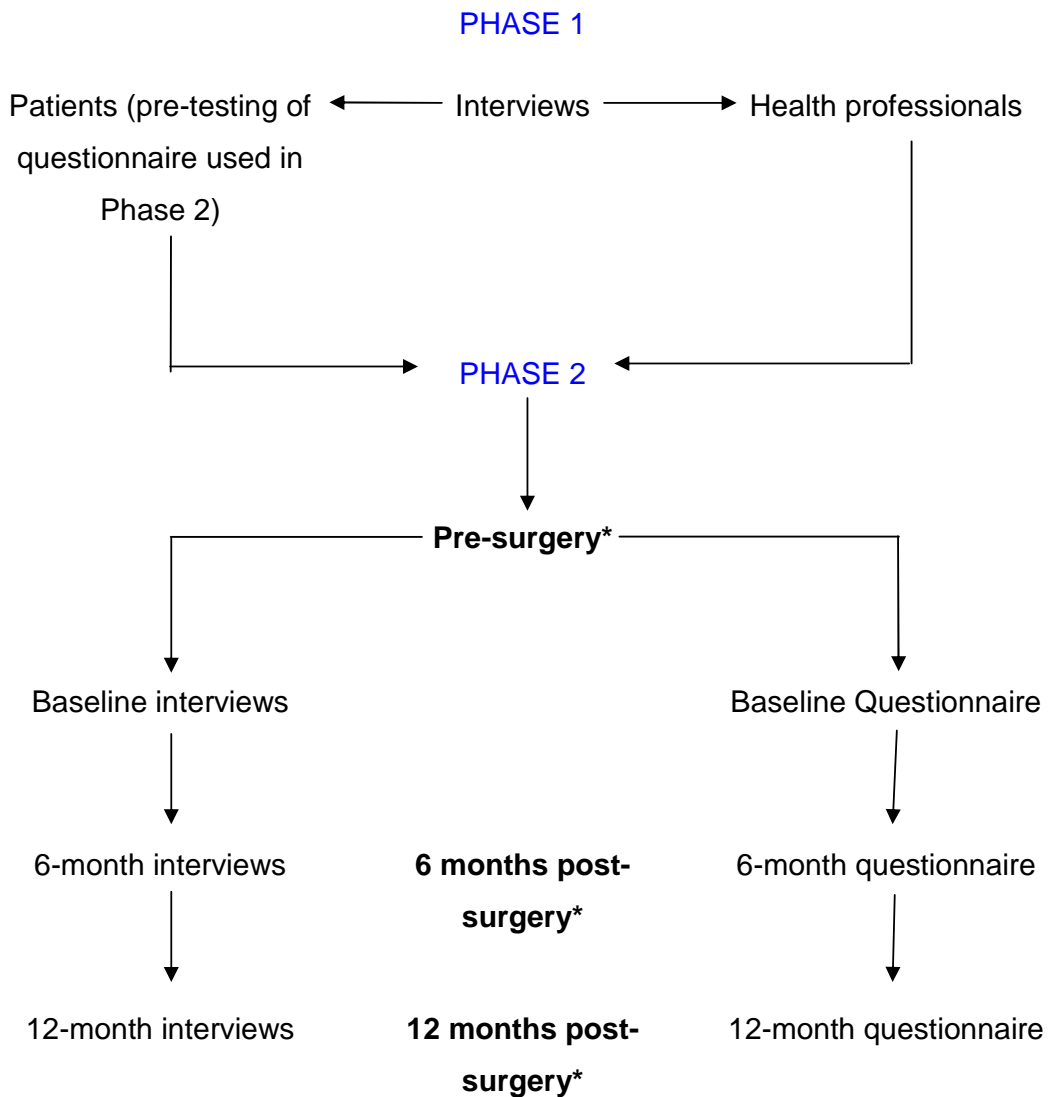 PHASE 1
Patients (pre-testing of
questionnaire used in
Phase 2)
Interviews
Health professionals
PHASE 2
Pre-surgery*
Baseline interviews
Baseline Questionnaire
6-month interviews
6 months post-
surgery*
6-month questionnaire
12-month interviews
12 months post-
surgery*
12-month questionnaire